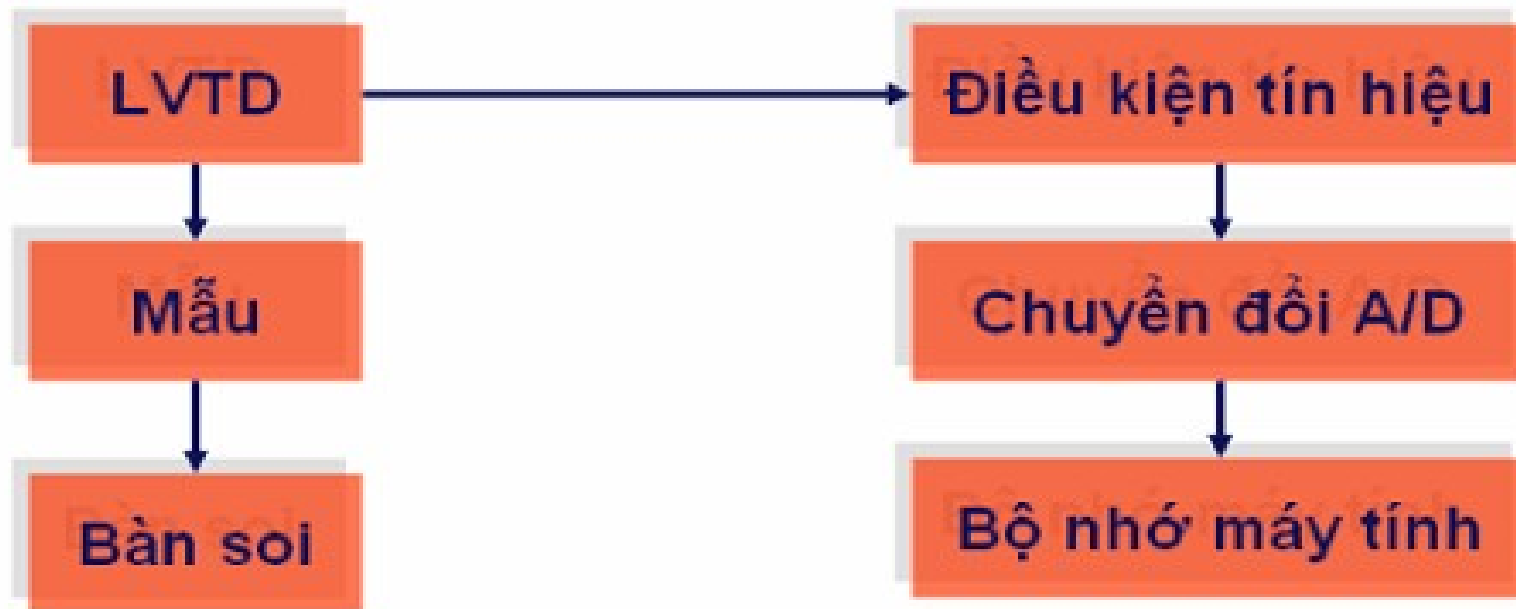 LVTD
Điều kiện tín hiệu
Mẫu
Chuyển đổi A/D
Bàn soi
Bộ nhớ máy tính